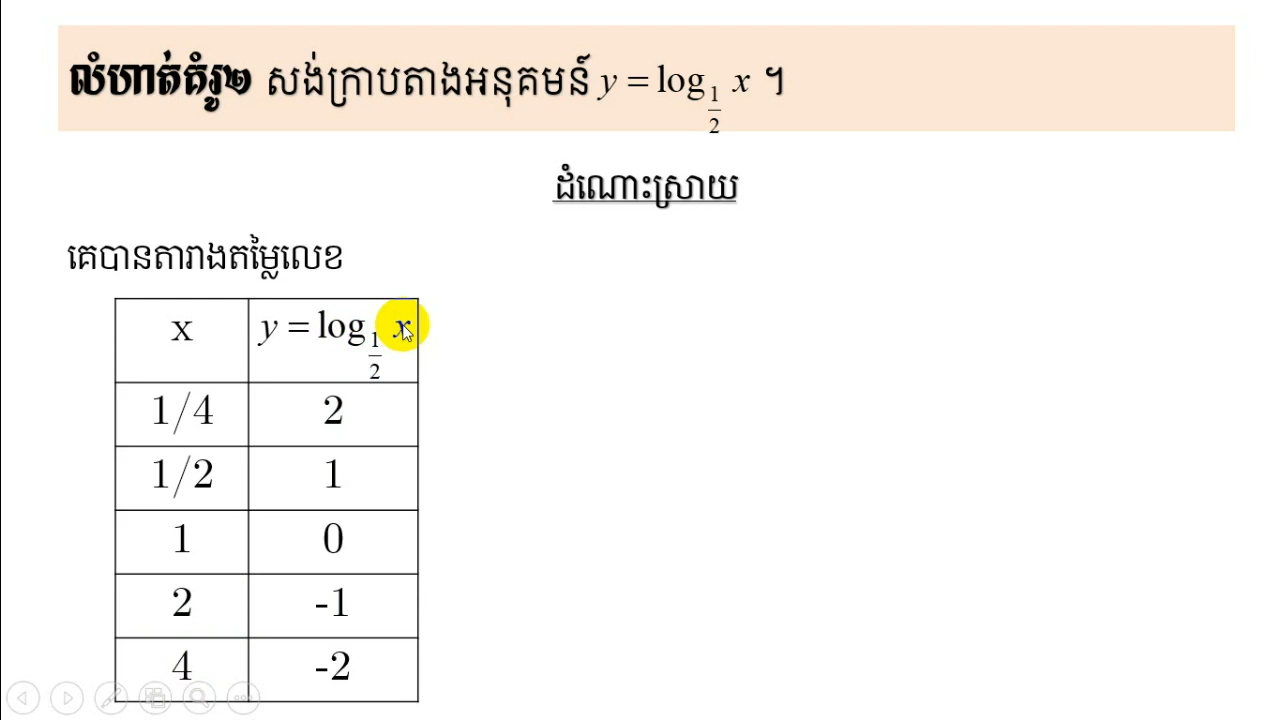 លំហាត់គំរូ២ សង់ក្រាបតាងអនុគមន៍ y = log_{1/2} x ។
ដំណោះស្រាយ
គេបានតារាងតម្លៃលេខ
x y = log_{1/2} x
1/4 2
1/2 1
1 0
2 -1
4 -2